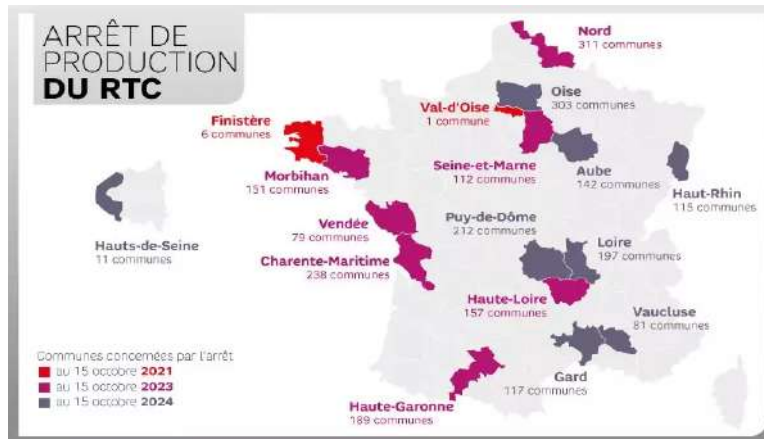 ARRÊT DE
PRODUCTION
DU RTC
Nord
311 communes
Oise
303 communes
Val-d'Oise
1 commune
Finistère
6 communes
Seine-et-Marne
112 communes
Aube
142 communes
Haut-Rhin
115 communes
Morbihan
151 communes
Hauts-de-Seine
11 communes
Vendée
79 communes
Puy-de-Dôme
212 communes
Loire
197 communes
Charente-Maritime
238 communes
Haute-Loire
157 communes
Vaucluse
81 communes
Gard
117 communes
Haute-Garonne
189 communes
Communes concernées par l'arrêt
au 15 octobre 2021
au 15 octobre 2023
au 15 octobre 2024